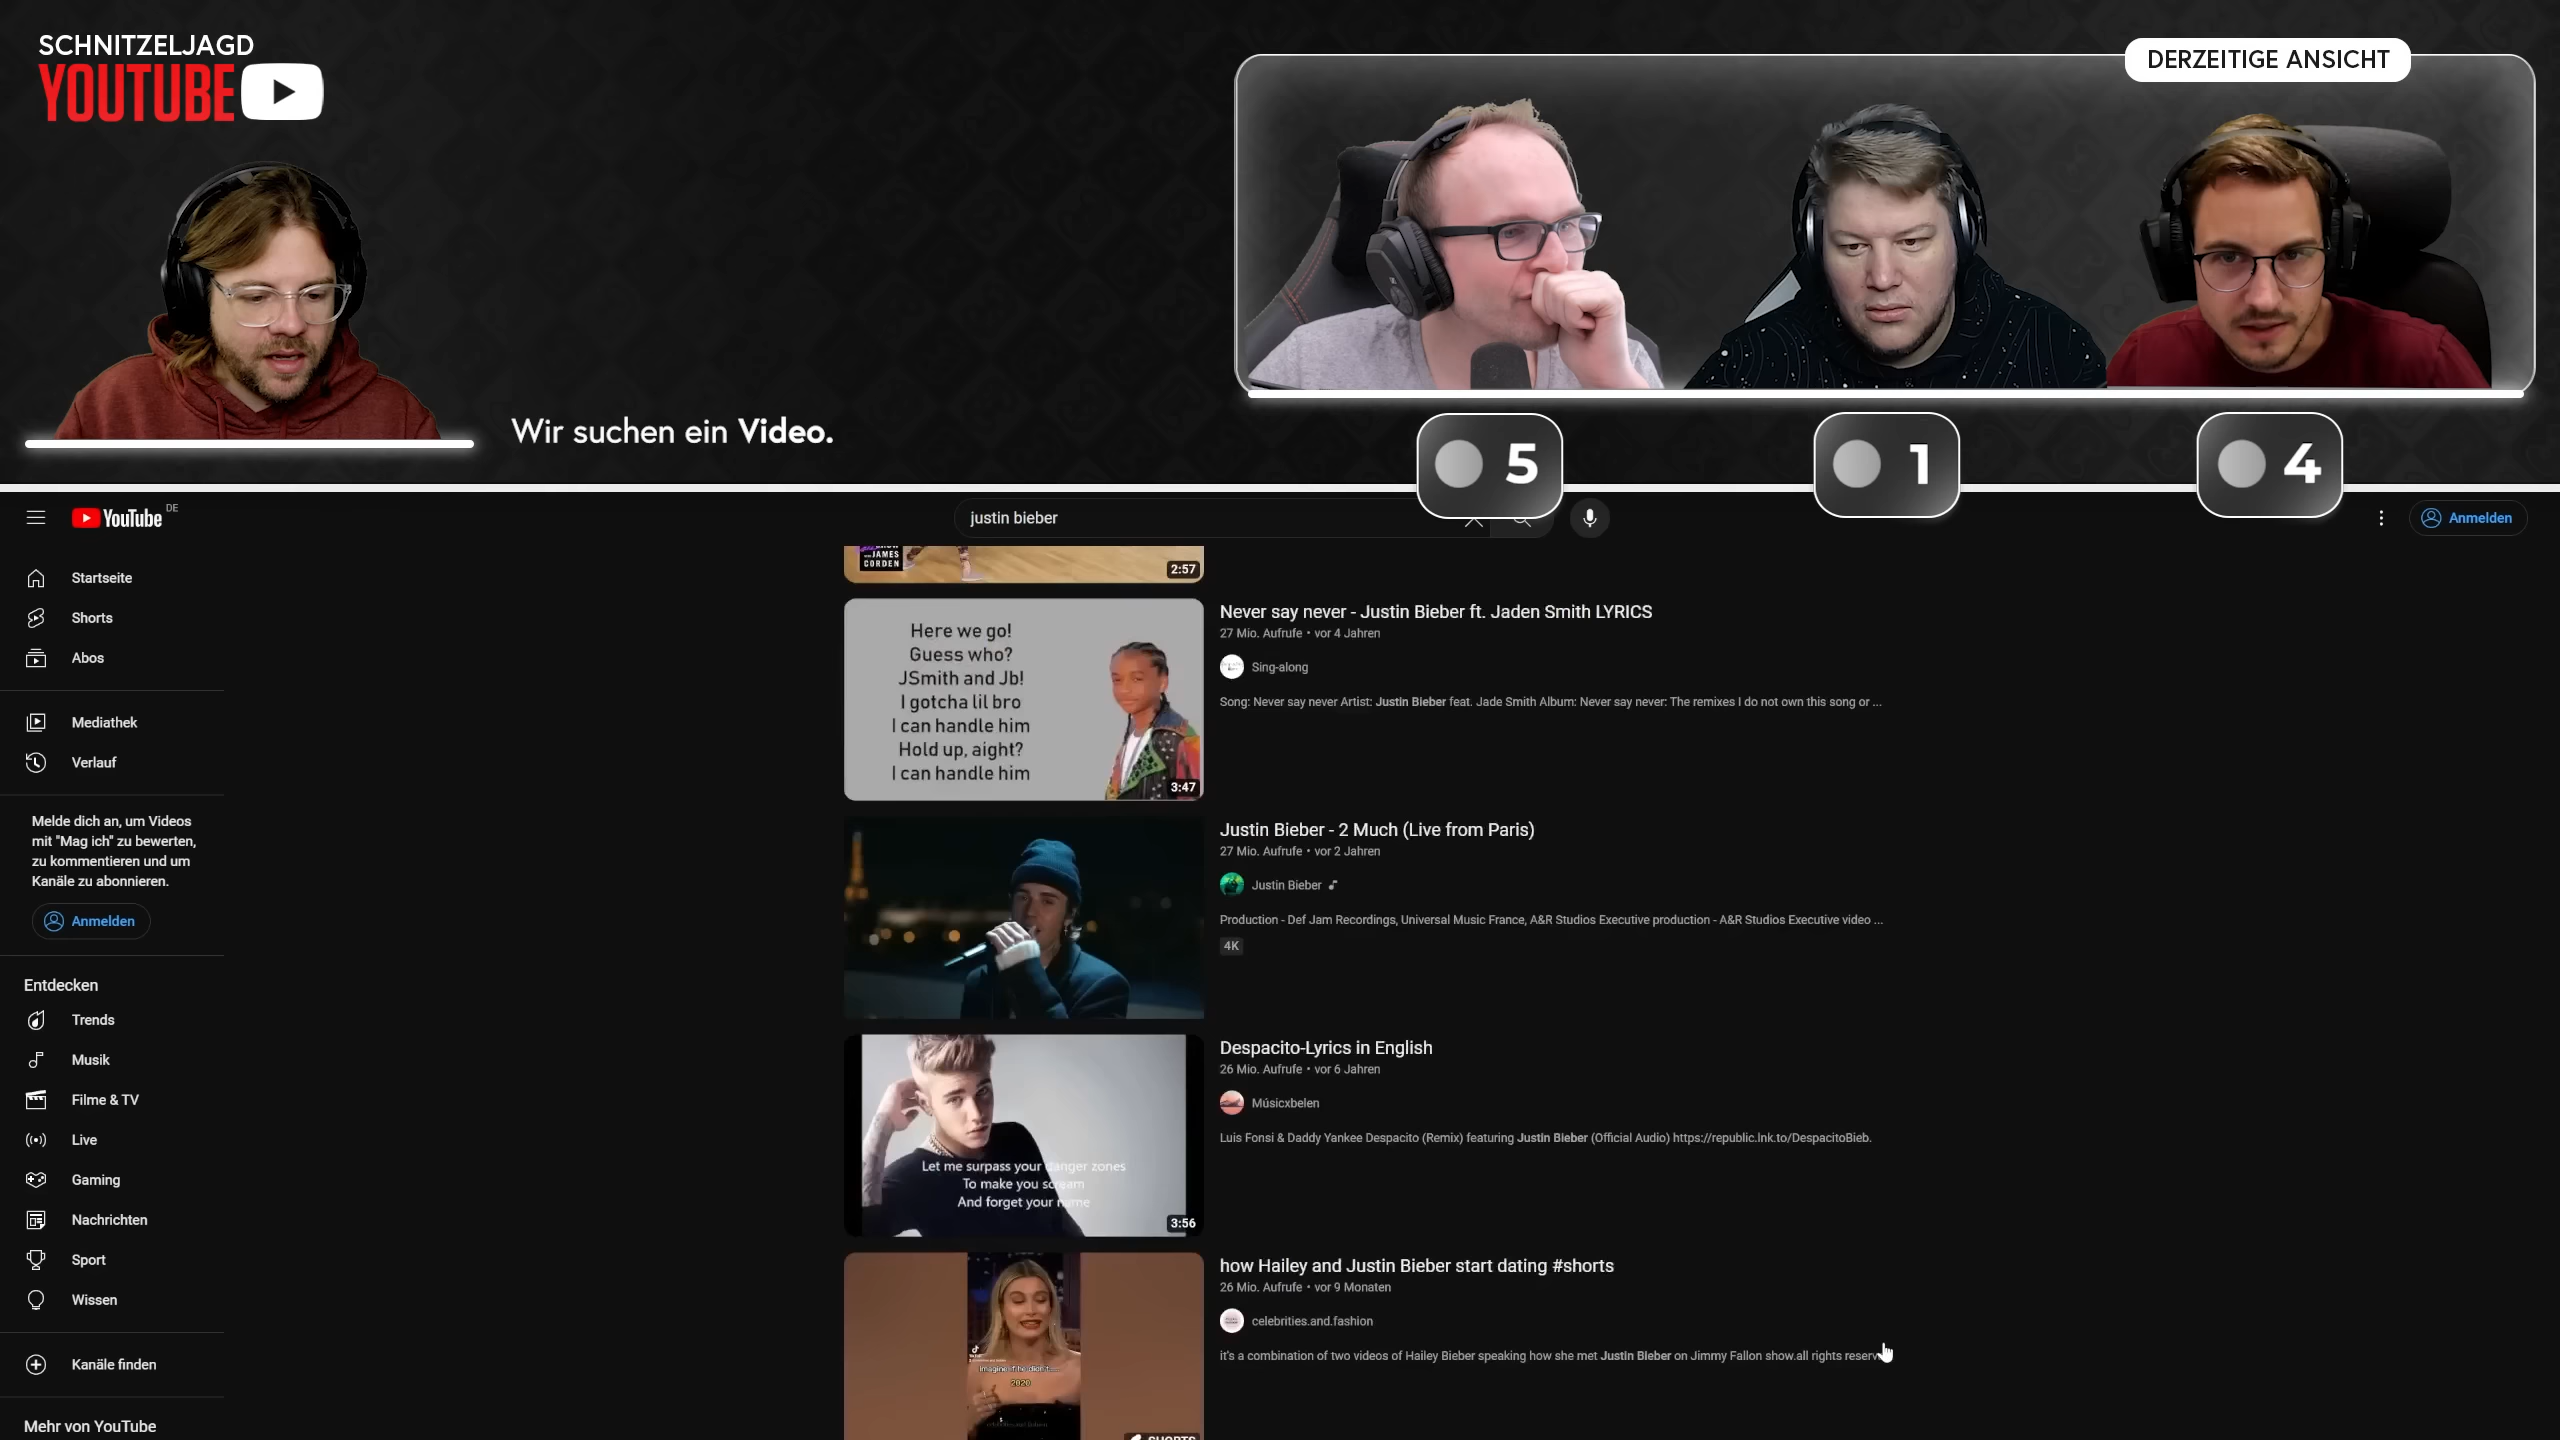 SCHNITZELJAGD
YOUTUBE
DERZEITIGE ANSICHT
Wir suchen ein Video.
5
1
4
YouTube DE
justin bieber
Anmelden
Startseite
Shorts
Abos
Mediathek
Verlauf
Melde dich an, um Videos
mit "Mag ich" zu bewerten,
zu kommentieren und um
Kanäle zu abonnieren.
Anmelden
Entdecken
Trends
Musik
Filme & TV
Live
Gaming
Nachrichten
Sport
Wissen
Kanäle finden
Mehr von YouTube
JAMES
CORDEN
2:57
Here we go!
Guess who?
JSmith and Jb!
I gotcha lil bro
I can handle him
Hold up, aight?
I can handle him
3:47
Never say never - Justin Bieber ft. Jaden Smith LYRICS
27 Mio. Aufrufe • vor 4 Jahren
Sing-along
Song: Never say never Artist: Justin Bieber feat. Jade Smith Album: Never say never: The remixes I do not own this song or ...
Justin Bieber - 2 Much (Live from Paris)
27 Mio. Aufrufe • vor 2 Jahren
Justin Bieber
Production - Def Jam Recordings, Universal Music France, A&R Studios Executive production - A&R Studios Executive video ...
4K
Let me surpass your danger zones
To make you scream
And forget your name
3:56
Despacito-Lyrics in English
26 Mio. Aufrufe • vor 6 Jahren
Músicxbelen
Luis Fonsi & Daddy Yankee Despacito (Remix) featuring Justin Bieber (Official Audio) https://republic.lnk.to/DespacitoBieb.
2020
SHORTS
how Hailey and Justin Bieber start dating #shorts
26 Mio. Aufrufe • vor 9 Monaten
celebrities.and.fashion
it's a combination of two videos of Hailey Bieber speaking how she met Justin Bieber on Jimmy Fallon show.all rights reserv